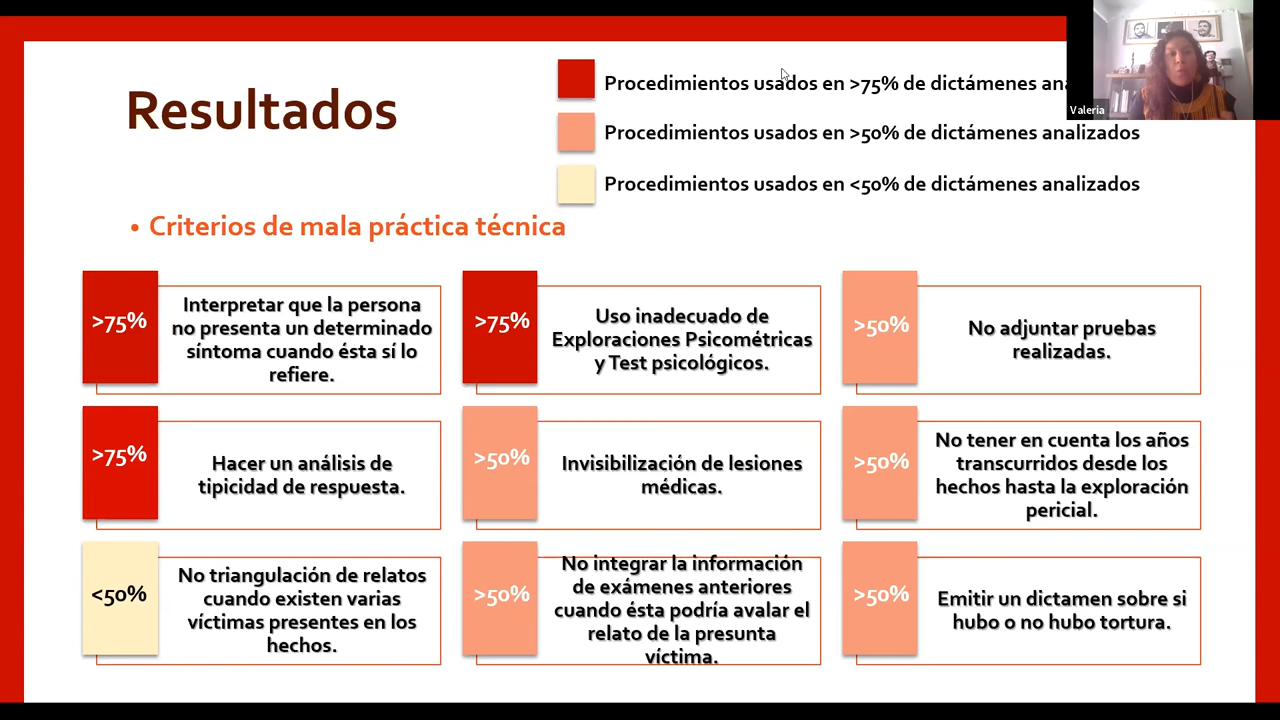 Resultados
Procedimientos usados en >75% de dictámenes
Procedimientos usados en >50% de dictámenes analizados
Procedimientos usados en <50% de dictámenes analizados
Valeria
• Criterios de mala práctica técnica
>75%
Interpretar que la persona
no presenta un determinado
síntoma cuando ésta sí lo
refiere.
>75%
Uso inadecuado de
Exploraciones Psicométricas
y Test psicológicos.
>50%
No adjuntar pruebas
realizadas.
>75%
Hacer un análisis de
tipicidad de respuesta.
>50%
Invisibilización de lesiones
médicas.
>50%
No tener en cuenta los años
transcurridos desde los
hechos hasta la exploración
pericial.
<50%
No triangulación de relatos
cuando existen varias
víctimas presentes en los
hechos.
>50%
No integrar la información
de exámenes anteriores
cuando ésta podría avalar el
relato de la presunta
víctima.
>50%
Emitir un dictamen sobre si
hubo o no hubo tortura.